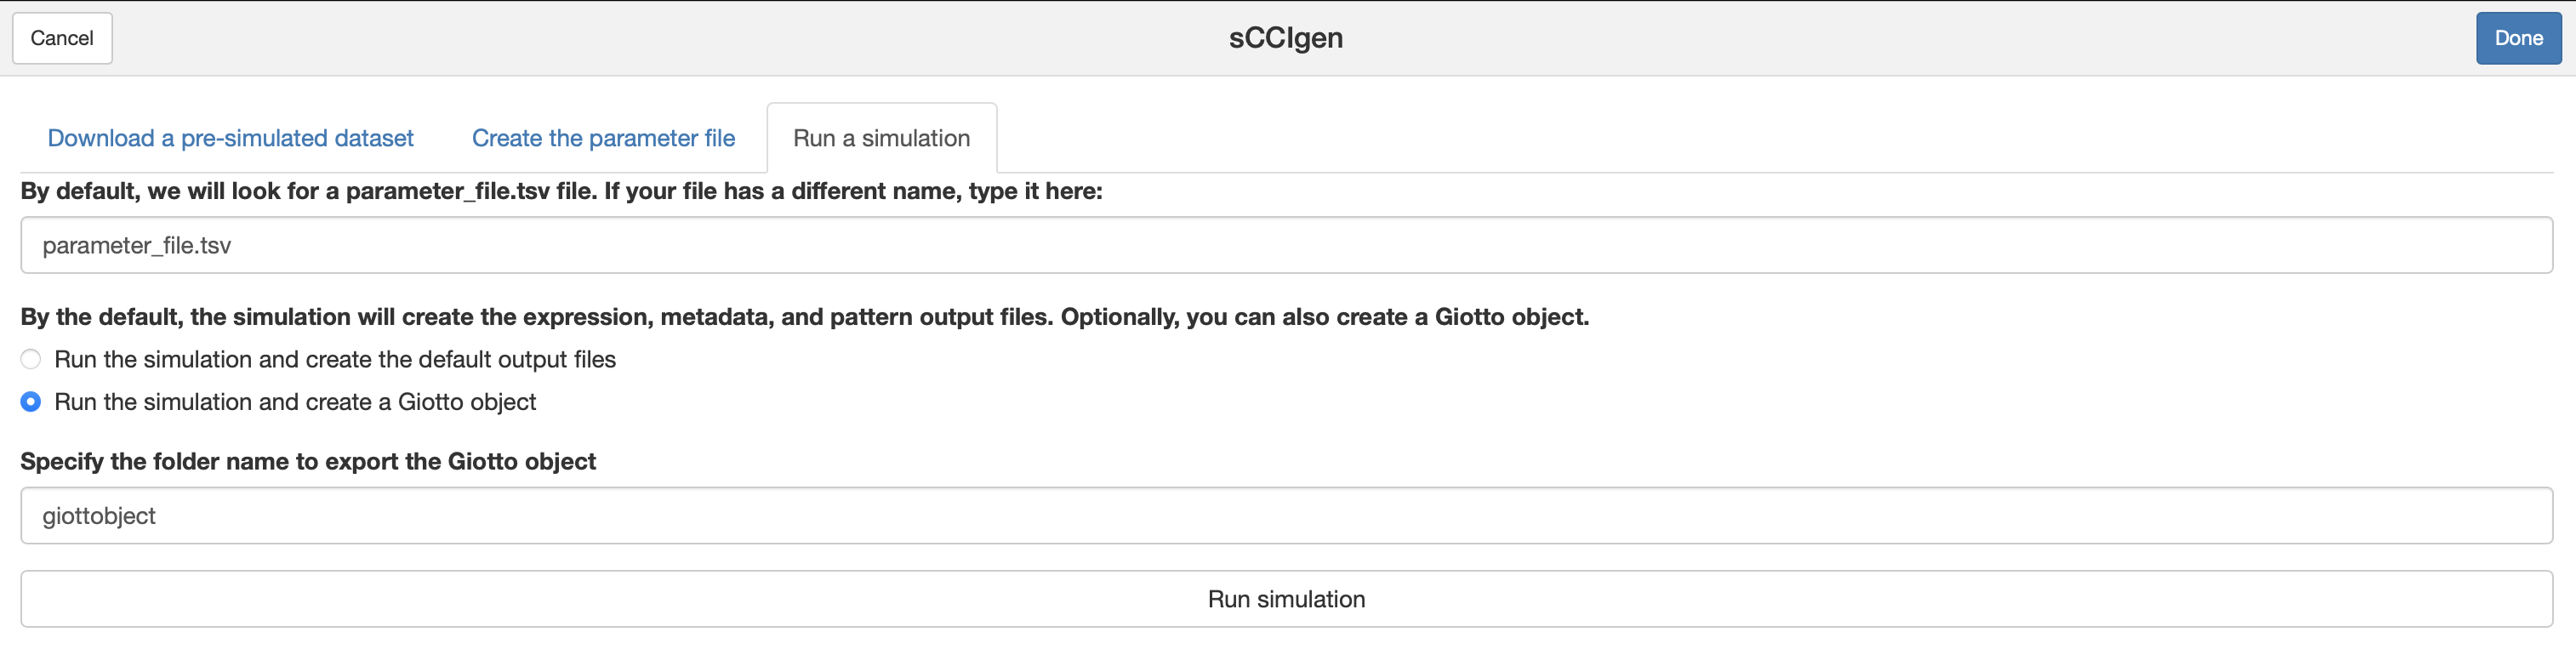 Cancel
sCCIgen
Done
Download a pre-simulated dataset
Create the parameter file
Run a simulation
By default, we will look for a parameter_file.tsv file. If your file has a different name, type it here:
parameter_file.tsv
By the default, the simulation will create the expression, metadata, and pattern output files. Optionally, you can also create a Giotto object.
Run the simulation and create the default output files
Run the simulation and create a Giotto object
Specify the folder name to export the Giotto object
giottobject
Run simulation